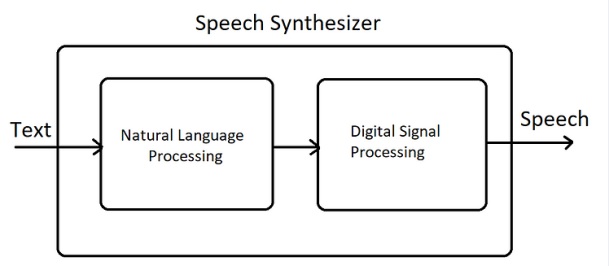 Speech Synthesizer
Text
Natural Language
Processing
Digital Signal
Processing
Speech